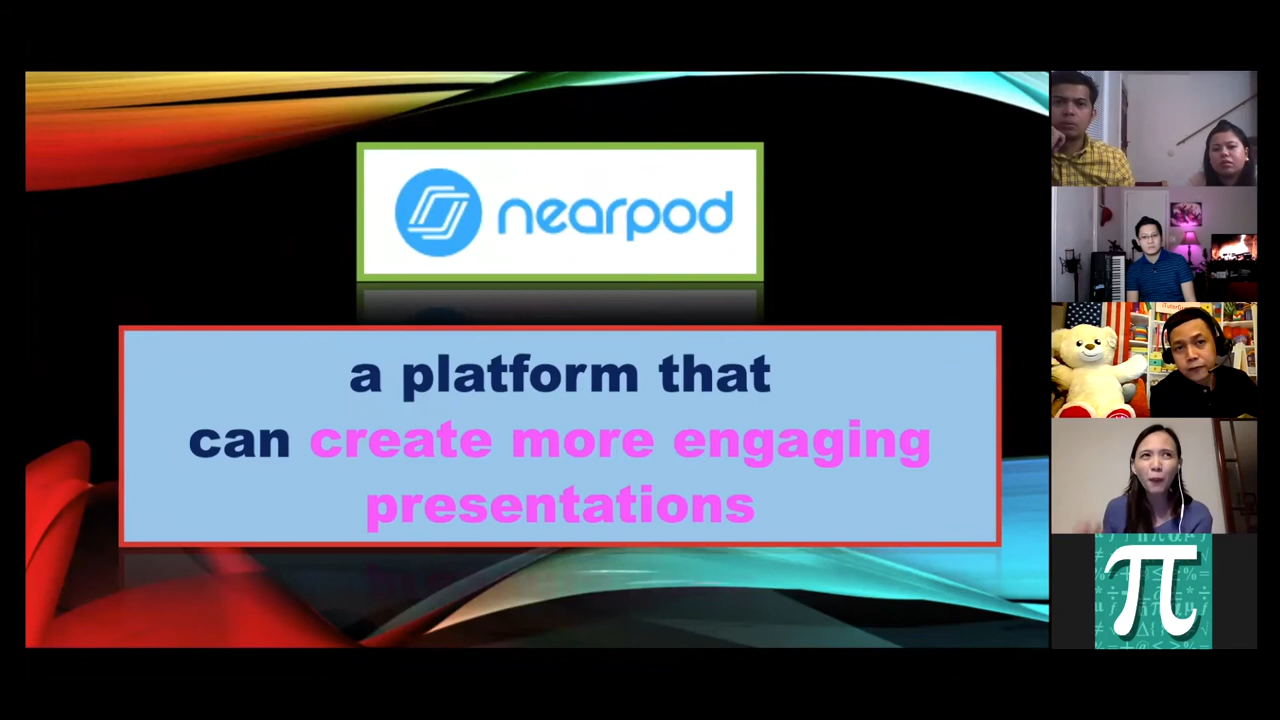 nearpod
a platform that
can create more engaging
presentations
π